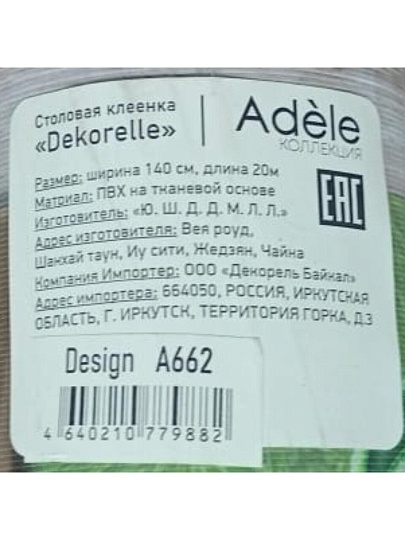 Столовая клеенка
«Dekorelle»
Adèle
КОЛЛЕКЦИЯ
Размер: ширина 140 см, длина 20м
Матриал: ПВХ на тканевой основе
Изготовитель: «Ю. Ш. Д. Д. М. Л. Л.»
Адрес изготовителя: Вея роуд,
Шанхай таун, Иу сити, Жедзян, Чайна
Компания Импортер: ООО «Декорель Байкал»
Адрес импортера: 664050, РОССИЯ, ИРКУТСКАЯ
ОБЛАСТЬ, Г. ИРКУТСК, ТЕРРИТОРИЯ ГОРКА, Д.3
EAC
Design A662
4 640210 779882